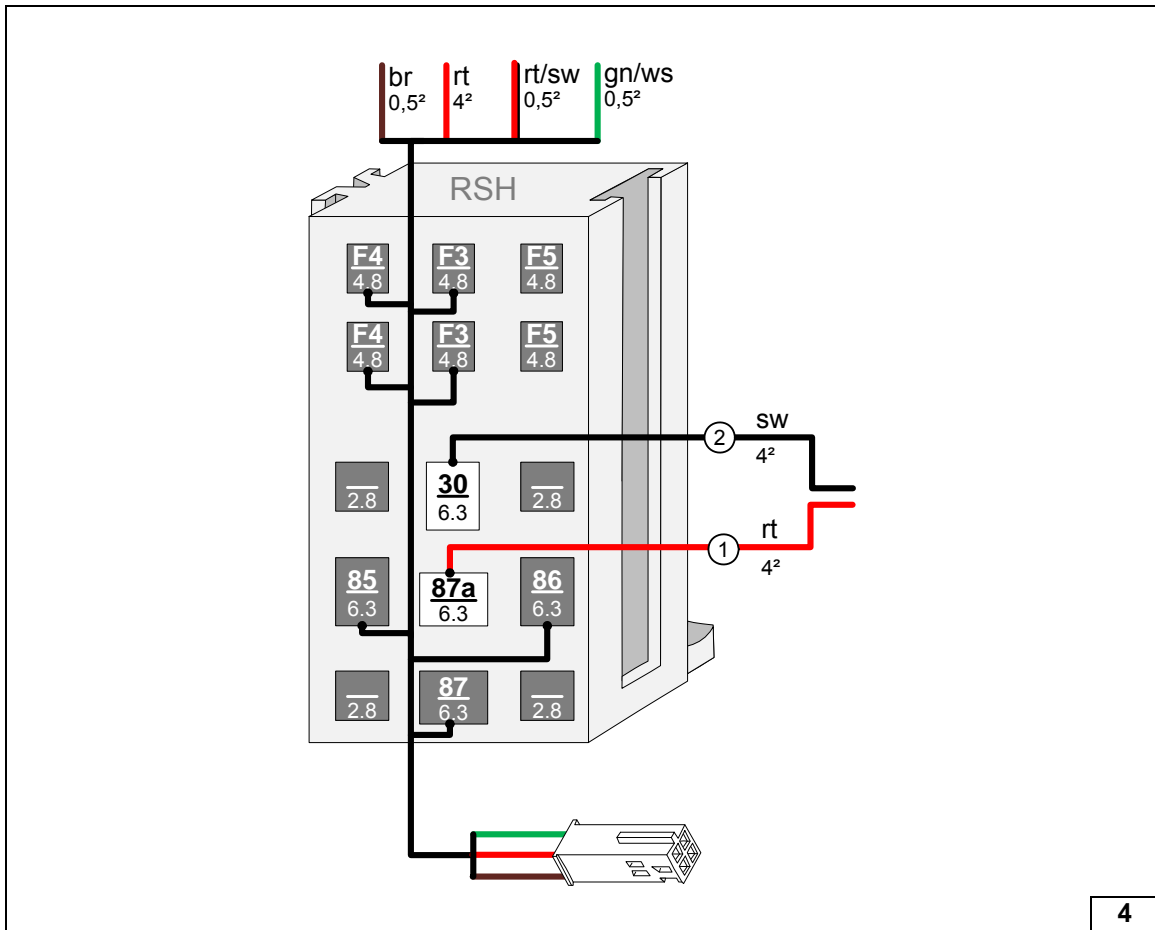 br rt rt/sw gn/ws
0,5² 4² 0,5² 0,5²
RSH
F4 F3 F5
4.8 4.8 4.8
F4 F3 F5
4.8 4.8 4.8
2 sw
4²
30
2.8 6.3 2.8
1 rt
4²
85 87a 86
6.3 6.3 6.3
87
2.8 6.3 2.8
4